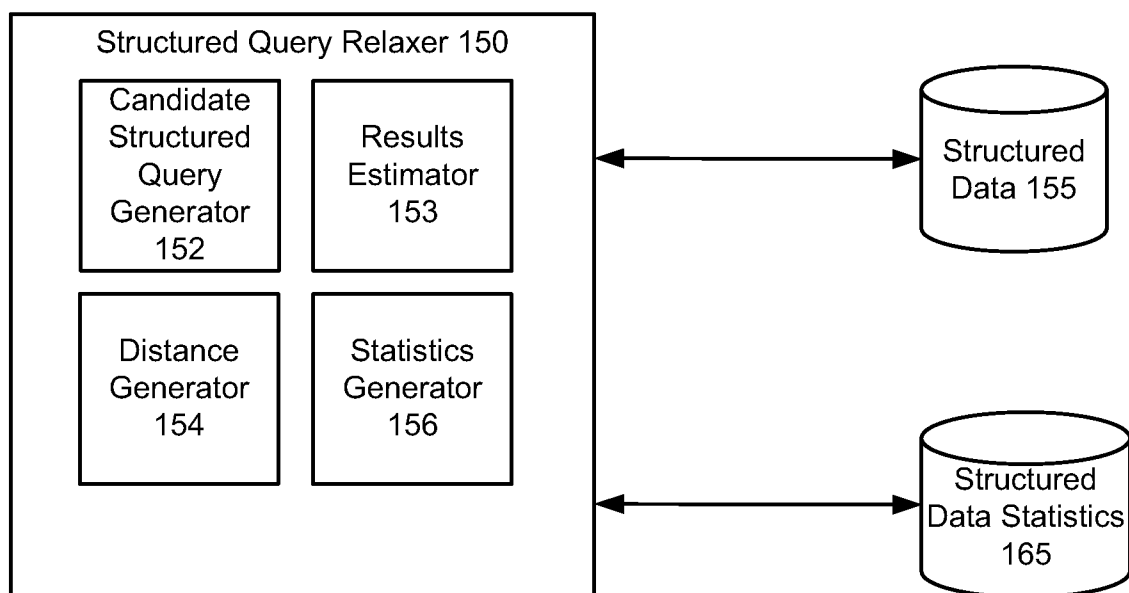 Structured Query Relaxer 150
Candidate
Structured
Query
Generator
152
Results
Estimator
153
Distance
Generator
154
Statistics
Generator
156
Structured
Data 155
Structured
Data Statistics
165